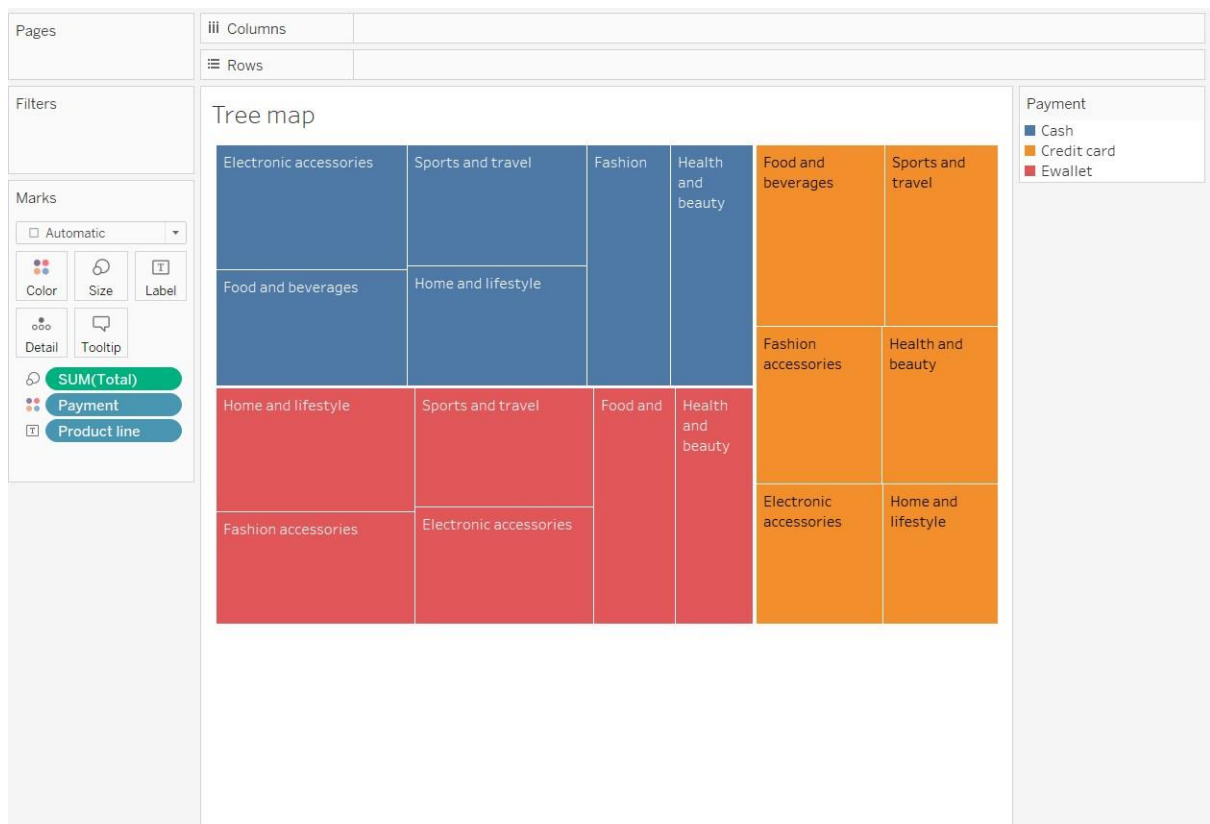 Pages
iii Columns
Rows
Filters
Tree map
Payment
Cash
Credit card
Ewallet
Marks
Automatic
Color
Size
T
Label
Detail
Tooltip
SUM(Total)
Payment
T
Product line
Electronic accessories
Sports and travel
Fashion
Health
and
beauty
Food and beverages
Home and lifestyle
Food and
beverages
Sports and
travel
Fashion
accessories
Health and
beauty
Electronic
accessories
Home and
lifestyle
Home and lifestyle
Sports and travel
Food and
Health
and
beauty
Fashion accessories
Electronic accessories